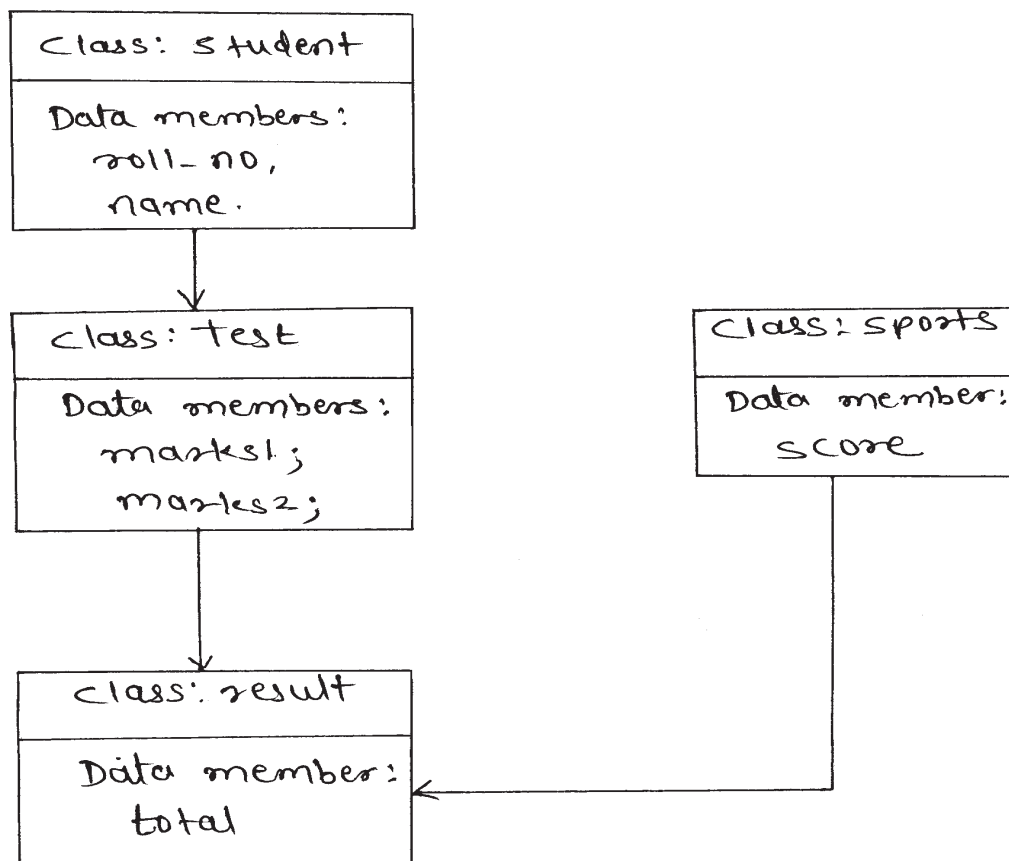 Class: student
Data members:
roll_no,
name.
class: test
Data members:
marks1;
marks2;
Class: sports
Data member:
score
class: result
Data member:
total